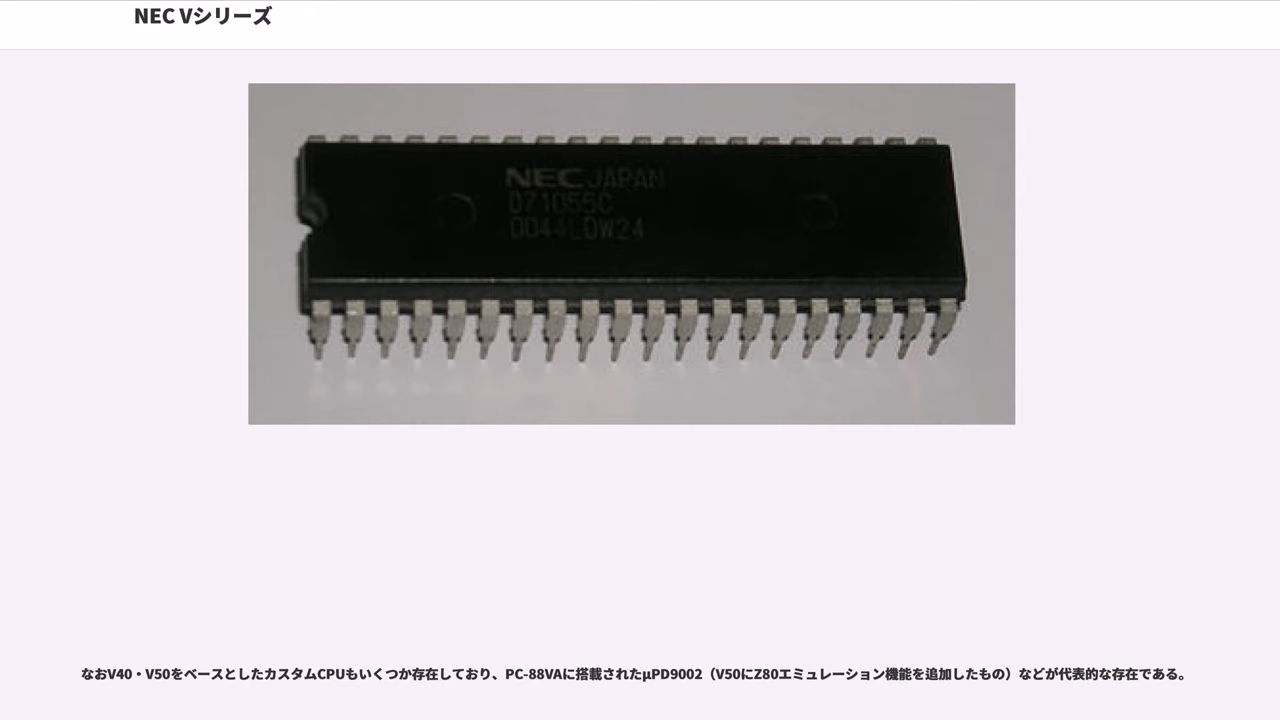 NEC Vシリーズ
NEC JAPAN
D71055C
なおV40・V50をベースとしたカスタムCPUもいくつか存在しており、PC-88VAに搭載されたμPD9002（V50にZ80エミュレーション機能を追加したもの）などが代表的な存在である。